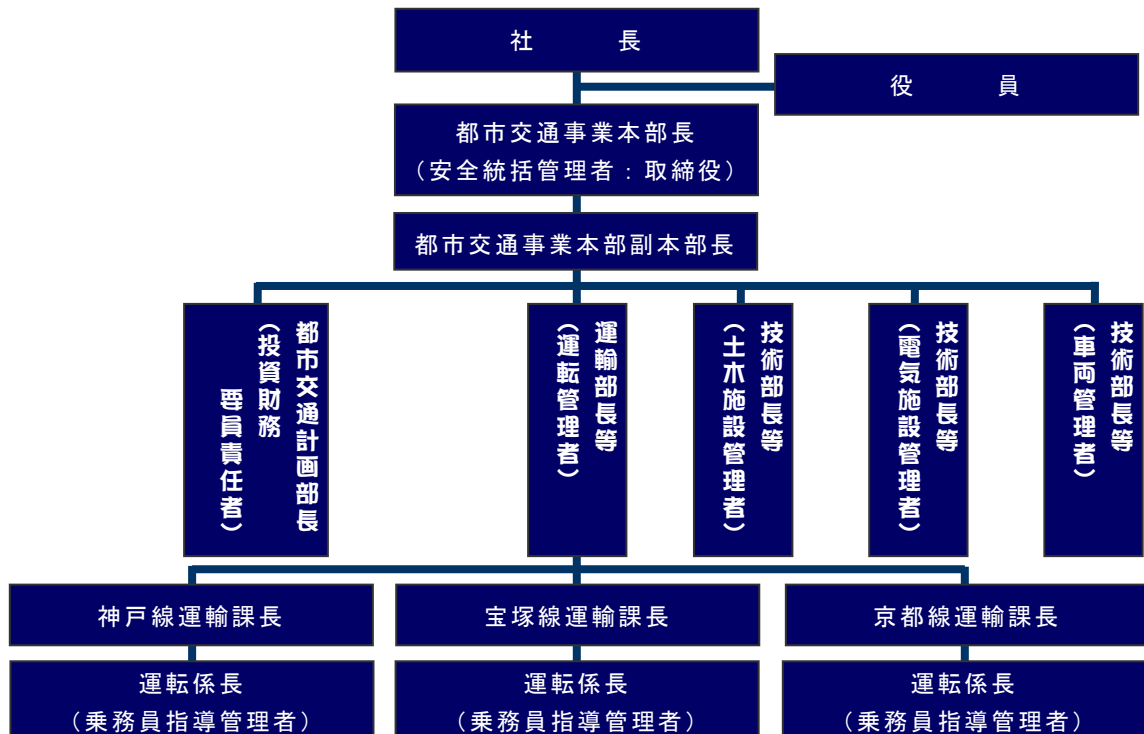 社長
役員
都市交通事業本部長
（安全統括管理者：取締役）
都市交通事業本部副本部長
都市交通計画部長
（投資財務
要員責任者）
運輸部長等
（運転管理者）
技術部長等
（土木施設管理者）
技術部長等
（電気施設管理者）
技術部長等
（車両管理者）
神戸線運輸課長
宝塚線運輸課長
京都線運輸課長
運転係長
（乗務員指導管理者）
運転係長
（乗務員指導管理者）
運転係長
（乗務員指導管理者）